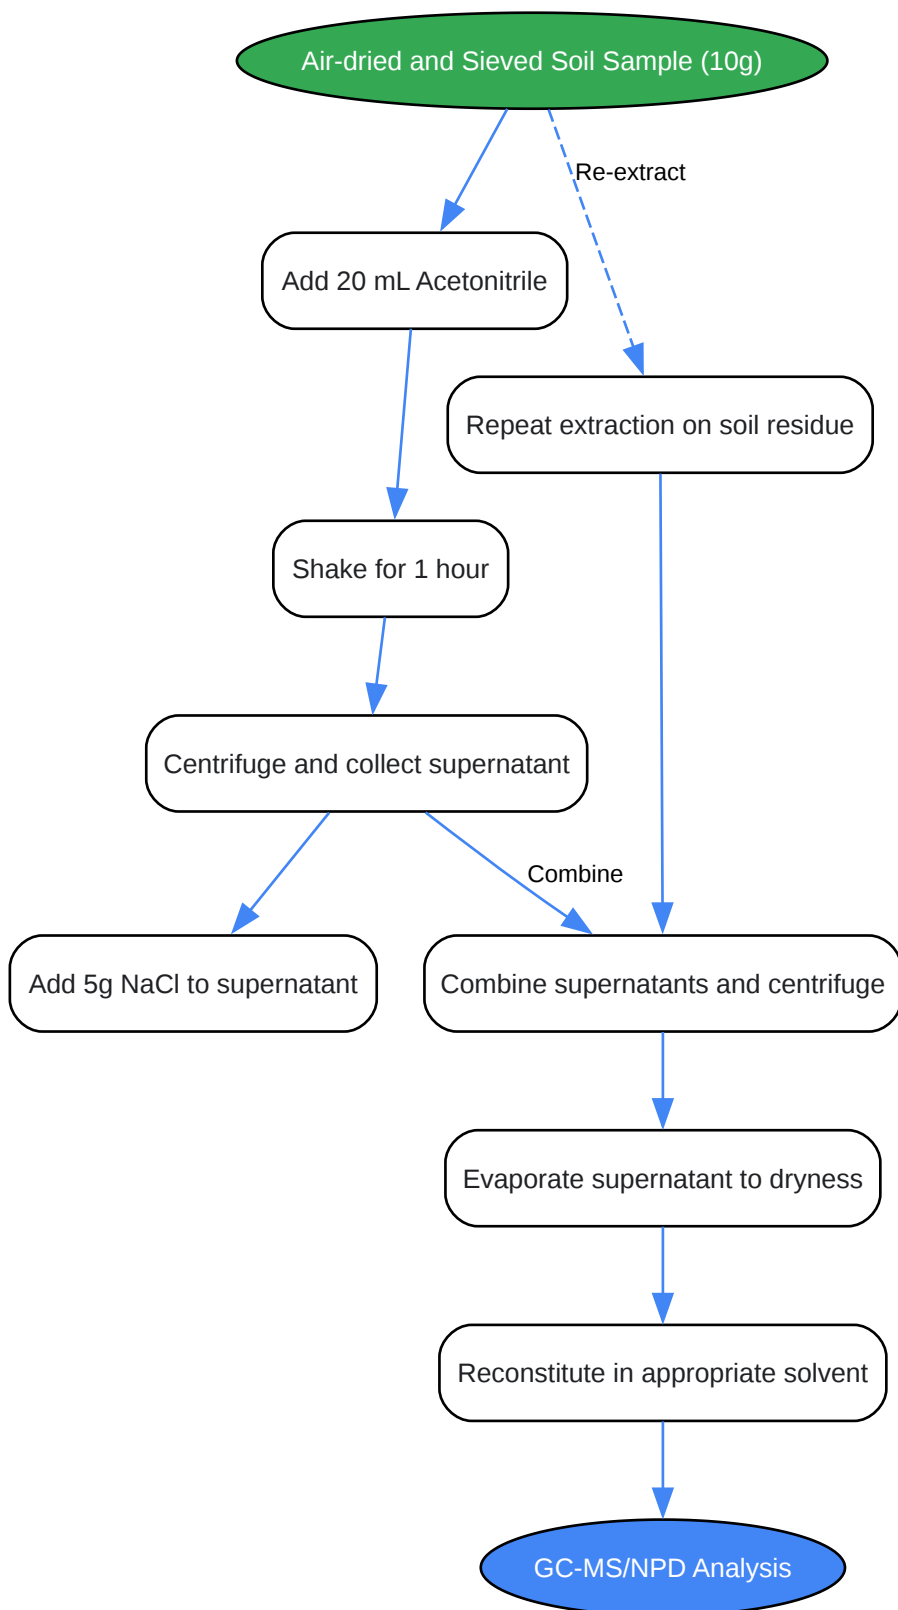 Air-dried and Sieved Soil Sample (10g)
Re-extract
Add 20 mL Acetonitrile
Repeat extraction on soil residue
Shake for 1 hour
Centrifuge and collect supernatant
Combine
Add 5g NaCl to supernatant
Combine supernatants and centrifuge
Evaporate supernatant to dryness
Reconstitute in appropriate solvent
GC-MS/NPD Analysis